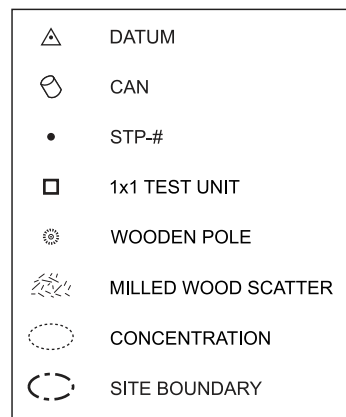 DATUM
CAN
STP-#
1x1 TEST UNIT
WOODEN POLE
MILLED WOOD SCATTER
CONCENTRATION
SITE BOUNDARY